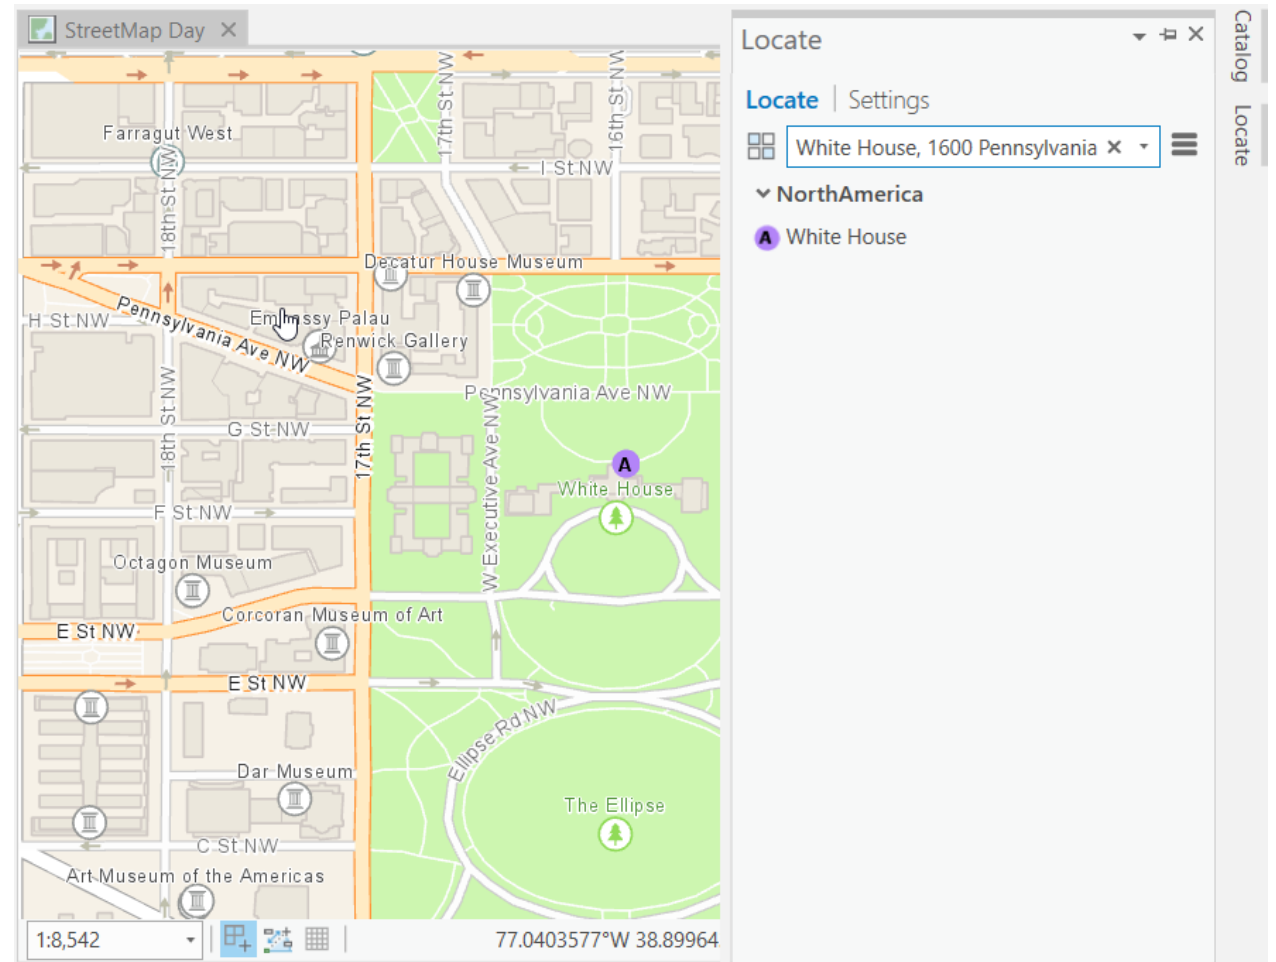 StreetMap Day
Locate
Catalog
Locate
Locate
Settings
White House, 1600 Pennsylvania
NorthAmerica
A White House
17th St NW
16th St NW
Farragut West
I St NW
18th St NW
Decatur House Museum
Pennsylvania Ave NW
H St NW
Embassy Palau
Renwick Gallery
Pennsylvania Ave NW
18th St NW
17th St NW
G St NW
W Executive Ave NW
A
White House
F St NW
Octagon Museum
Corcoran Museum of Art
E St NW
E St NW
Ellipse Rd NW
Dar Museum
The Ellipse
C St NW
Art Museum of the Americas
1:8,542
77.0403577°W 38.89964